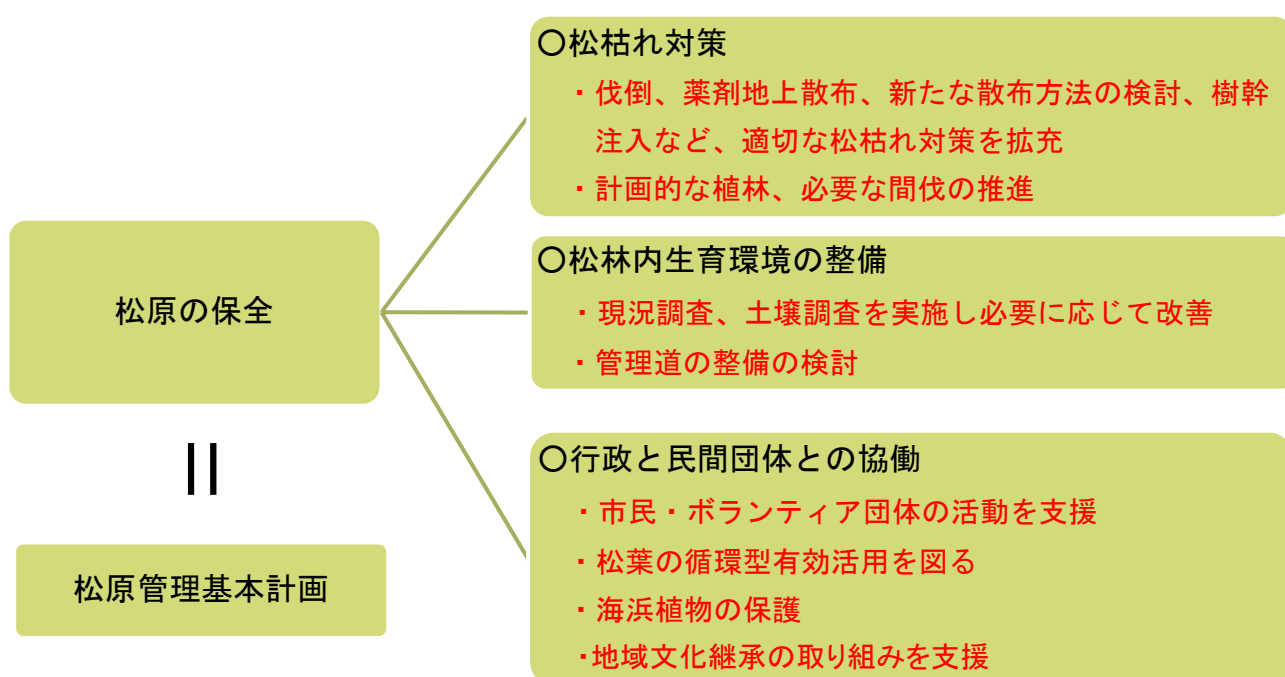 松原の保全
||
松原管理基本計画
〇松枯れ対策
・伐倒、薬剤地上散布、新たな散布方法の検討、樹幹
注入など、適切な松枯れ対策を拡充
・計画的な植林、必要な間伐の推進
〇松林内生育環境の整備
・現況調査、土壌調査を実施し必要に応じて改善
・管理道の整備の検討
〇行政と民間団体との協働
・市民・ボランティア団体の活動を支援
・松葉の循環型有効活用を図る
・海浜植物の保護
・地域文化継承の取り組みを支援